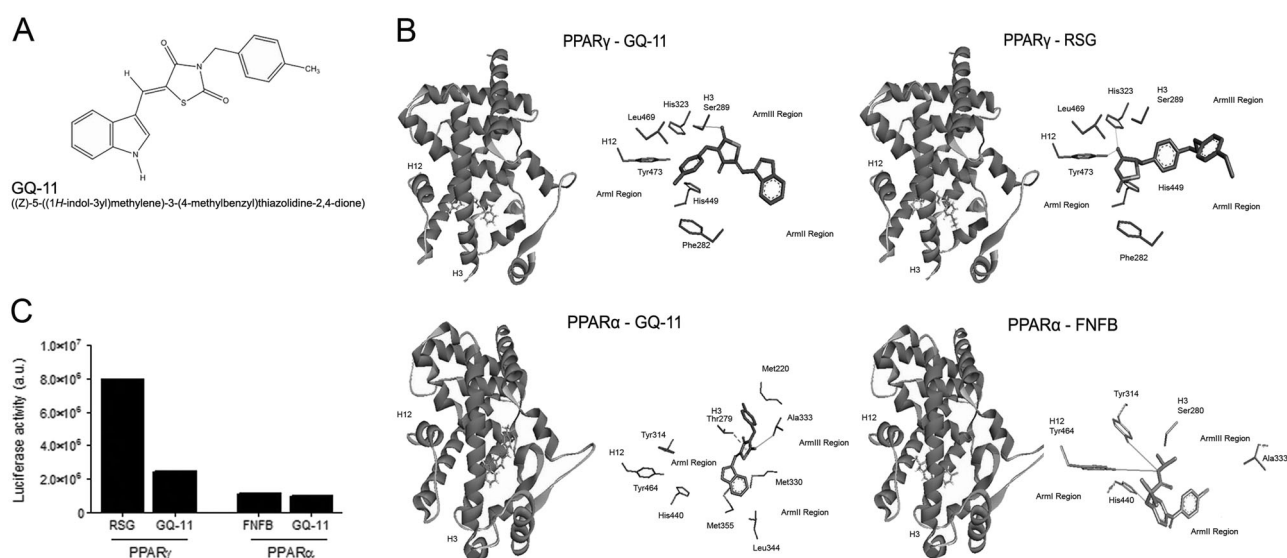 A
O
CH₃
N
H
S
O
N
H
GQ-11
((Z)-5-((1H-indol-3yl)methylene)-3-(4-methylbenzyl)thiazolidine-2,4-dione)
B
PPARγ - GQ-11
H12
H3
His323
H3
Ser289
Leu469
ArmIII Region
H12
Tyr473
ArmI Region
His449
ArmII Region
Phe282
PPARγ - RSG
H12
H3
His323
H3
Ser289
ArmIII Region
Leu469
H12
Tyr473
His449
ArmI Region
ArmII Region
Phe282
PPARα - GQ-11
H12
H3
Met220
H3
Thr279
Ala333
Tyr314
ArmIII Region
H12
ArmI Region
Tyr464
Met330
His440
ArmII Region
Met355
Leu344
PPARα - FNFB
H12
H3
Tyr314
H3
Ser280
H12
Tyr464
ArmIII Region
Ala333
ArmI Region
His440
ArmII Region
C
Luciferase activity (a.u.)
1.0×10⁷
8.0×10⁶
6.0×10⁶
4.0×10⁶
2.0×10⁶
0
RSG GQ-11 FNFB GQ-11
PPARγ PPARα